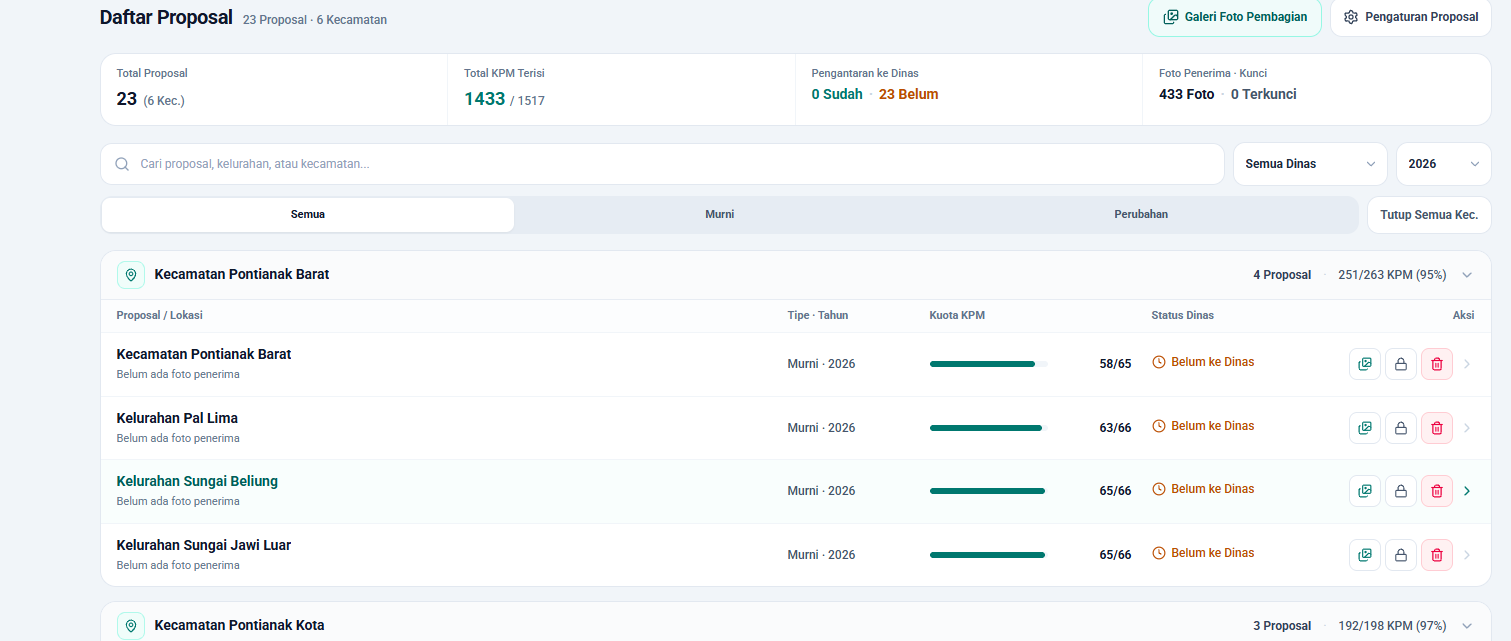 Daftar Proposal 23 Proposal · 6 Kecamatan
Galeri Foto Pembagian
Pengaturan Proposal
Total Proposal
23 (6 Kec.)
Total KPM Terisi
1433 / 1517
Pengantaran ke Dinas
0 Sudah · 23 Belum
Foto Penerima · Kunci
433 Foto · 0 Terkunci
Cari proposal, kelurahan, atau kecamatan...
Semua Dinas
2026
Semua
Murni
Perubahan
Tutup Semua Kec.
Kecamatan Pontianak Barat
4 Proposal · 251/263 KPM (95%)
Proposal / Lokasi Tipe · Tahun Kuota KPM Status Dinas Aksi
Kecamatan Pontianak Barat
Belum ada foto penerima
Murni · 2026 58/65 Belum ke Dinas
Kelurahan Pal Lima
Belum ada foto penerima
Murni · 2026 63/66 Belum ke Dinas
Kelurahan Sungai Beliung
Belum ada foto penerima
Murni · 2026 65/66 Belum ke Dinas
Kelurahan Sungai Jawi Luar
Belum ada foto penerima
Murni · 2026 65/66 Belum ke Dinas
Kecamatan Pontianak Kota
3 Proposal · 192/198 KPM (97%)